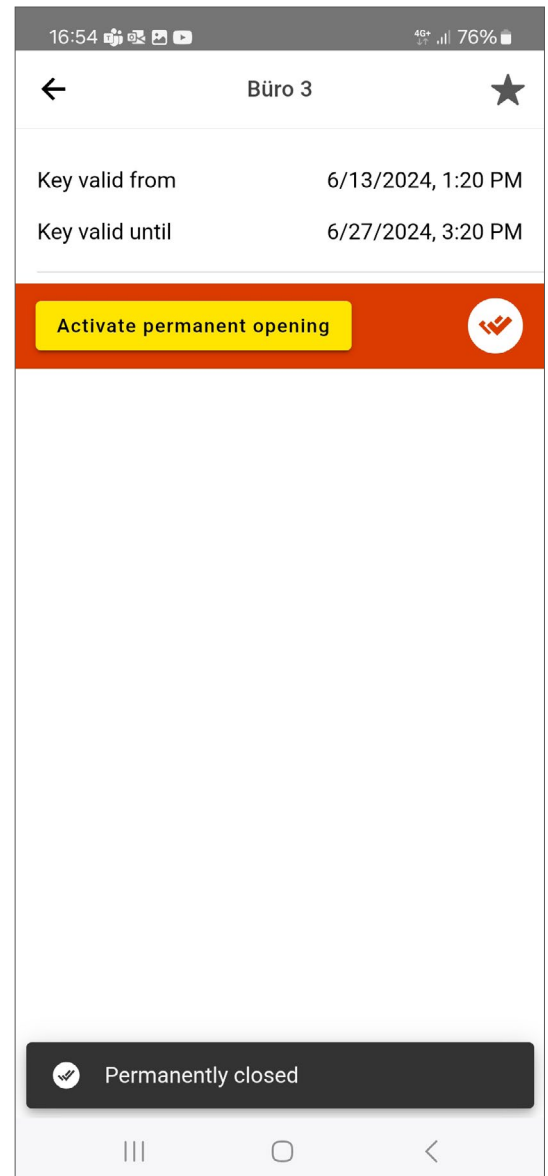 16:54 4G+ 76%
Büro 3
Key valid from 6/13/2024, 1:20 PM
Key valid until 6/27/2024, 3:20 PM
Activate permanent opening
Permanently closed